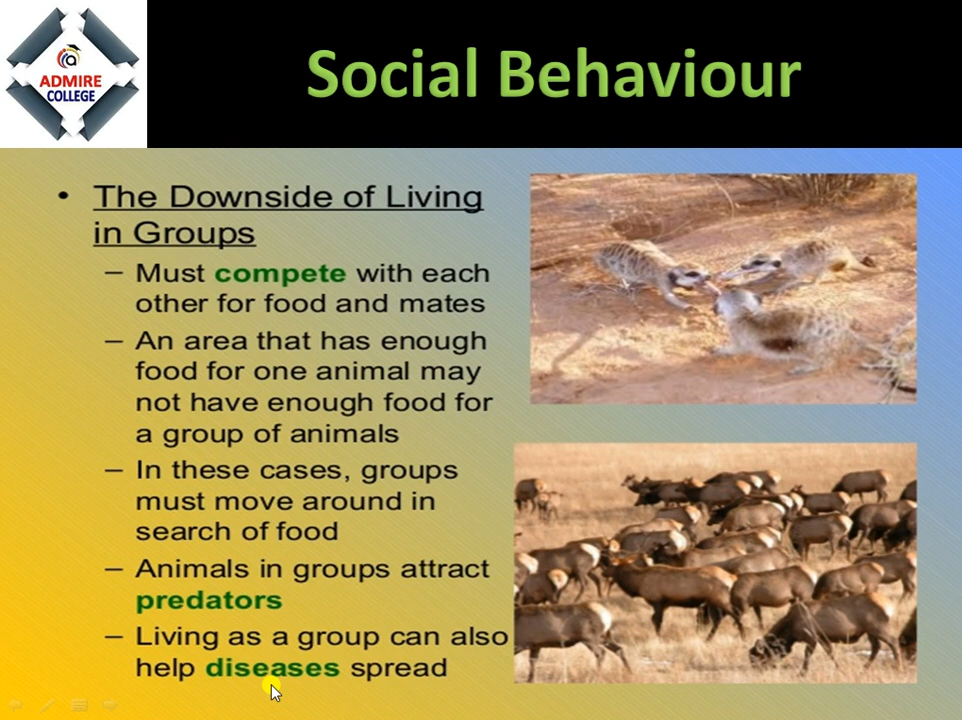 ADMIRE
COLLEGE
Social Behaviour
• The Downside of Living
in Groups
– Must compete with each
other for food and mates
– An area that has enough
food for one animal may
not have enough food for
a group of animals
– In these cases, groups
must move around in
search of food
– Animals in groups attract
predators
– Living as a group can also
help diseases spread